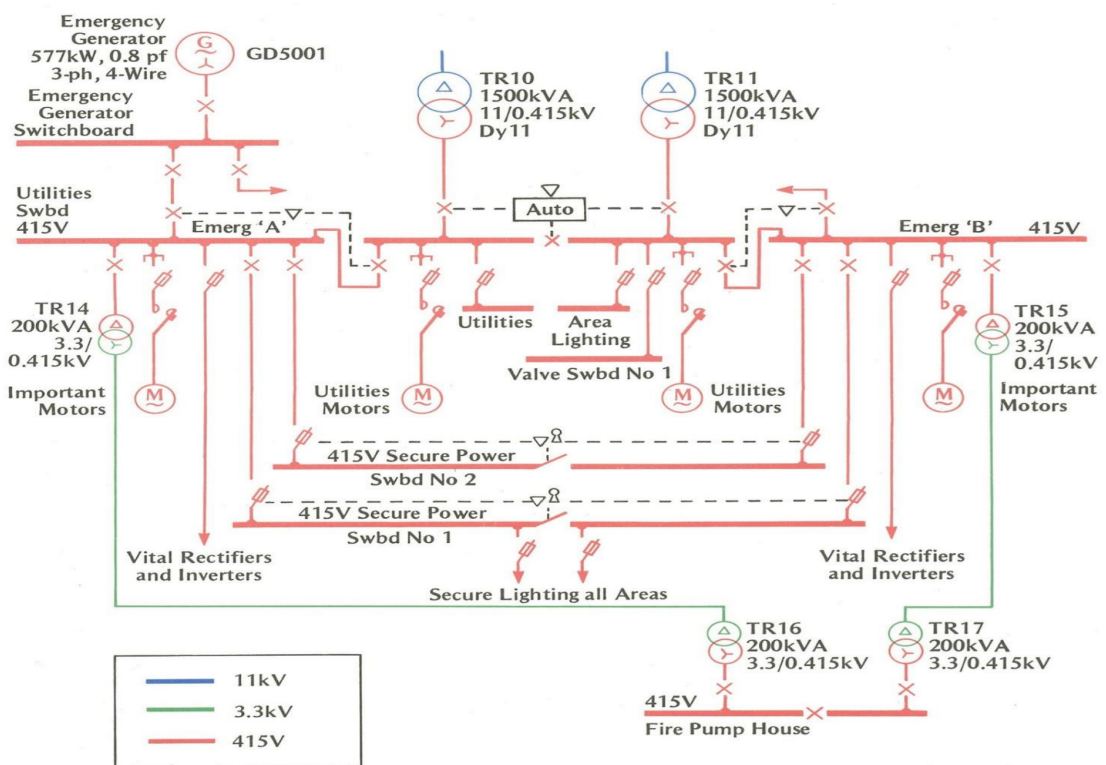 Emergency
Generator
577kW, 0.8 pf
3-ph, 4-Wire
G
GD5001
Emergency
Generator
Switchboard
TR10
1500kVA
11/0.415kV
Dy11
TR11
1500kVA
11/0.415kV
Dy11
Utilities
Swbd
415V
Emerg 'A'
Auto
Emerg 'B'
415V
TR14
200kVA
3.3/
0.415kV
Important
Motors
M
Utilities
Motors
M
Utilities
Area
Lighting
Valve Swbd No 1
M
Utilities
Motors
M
TR15
200kVA
3.3/
0.415kV
Important
Motors
415V Secure Power
Swbd No 2
415V Secure Power
Swbd No 1
Vital Rectifiers
and Inverters
Secure Lighting all Areas
Vital Rectifiers
and Inverters
TR16
200kVA
3.3/0.415kV
TR17
200kVA
3.3/0.415kV
415V
Fire Pump House
11kV
3.3kV
415V